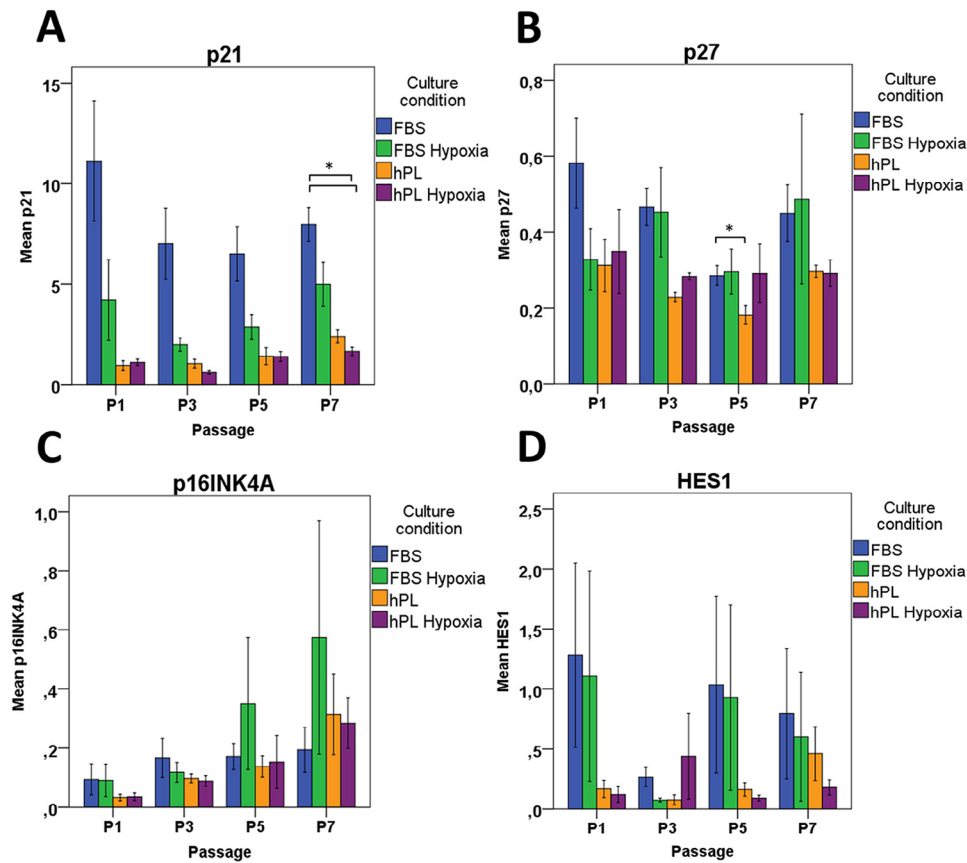 A
p21
Mean p21
15
10
5
0
P1 P3 P5 P7
Passage
*
Culture
condition
FBS
FBS Hypoxia
hPL
hPL Hypoxia
B
p27
Mean p27
0,8
0,6
0,4
0,2
0,0
P1 P3 P5 P7
Passage
*
Culture
condition
FBS
FBS Hypoxia
hPL
hPL Hypoxia
C
p16INK4A
Mean p16INK4A
1,0
,8
,6
,4
,2
,0
P1 P3 P5 P7
Passage
Culture
condition
FBS
FBS Hypoxia
hPL
hPL Hypoxia
D
HES1
Mean HES1
2,5
2,0
1,5
1,0
,5
,0
P1 P3 P5 P7
Passage
Culture
condition
FBS
FBS Hypoxia
hPL
hPL Hypoxia